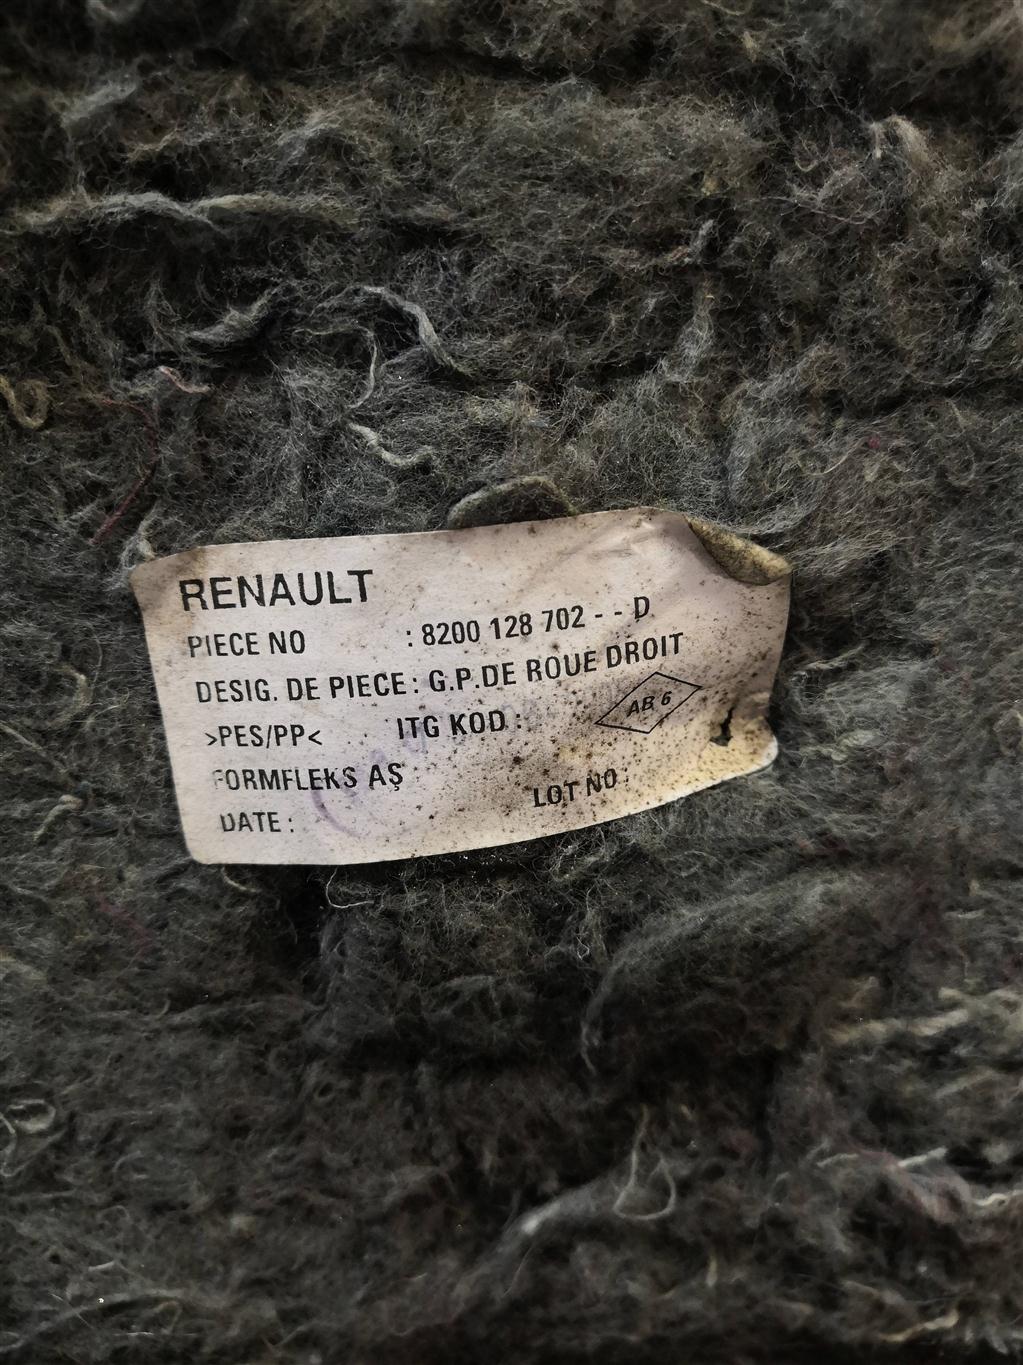 RENAULT
PIECE NO : 8200 128 702 - - D
DESIG. DE PIECE : G.P.DE ROUE DROIT
>PES/PP< ITG KOD : AB 6
FORMFLEKS AŞ
DATE : LOT NO :